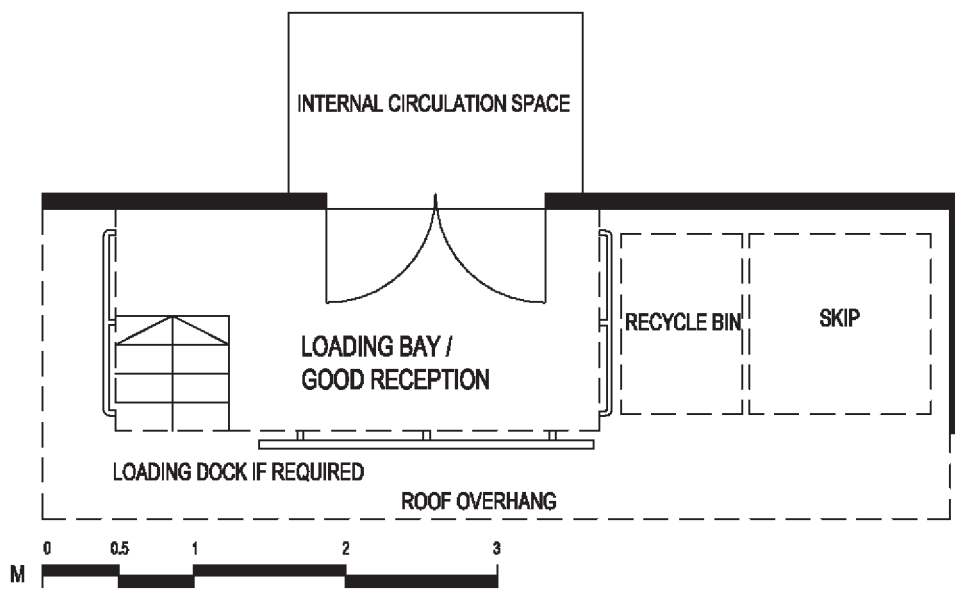 INTERNAL CIRCULATION SPACE
RECYCLE BIN
SKIP
LOADING BAY /
GOOD RECEPTION
LOADING DOCK IF REQUIRED
ROOF OVERHANG
0 0.5 1 2 3
M